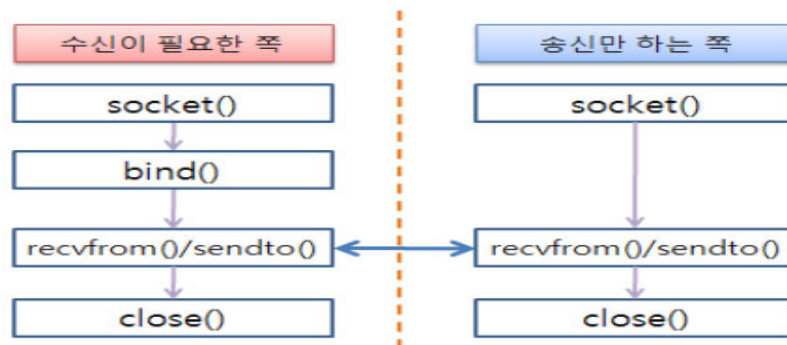 수신이 필요한 쪽
socket()
bind()
recvfrom()/sendto()
close()
송신만 하는 쪽
socket()
recvfrom()/sendto()
close()